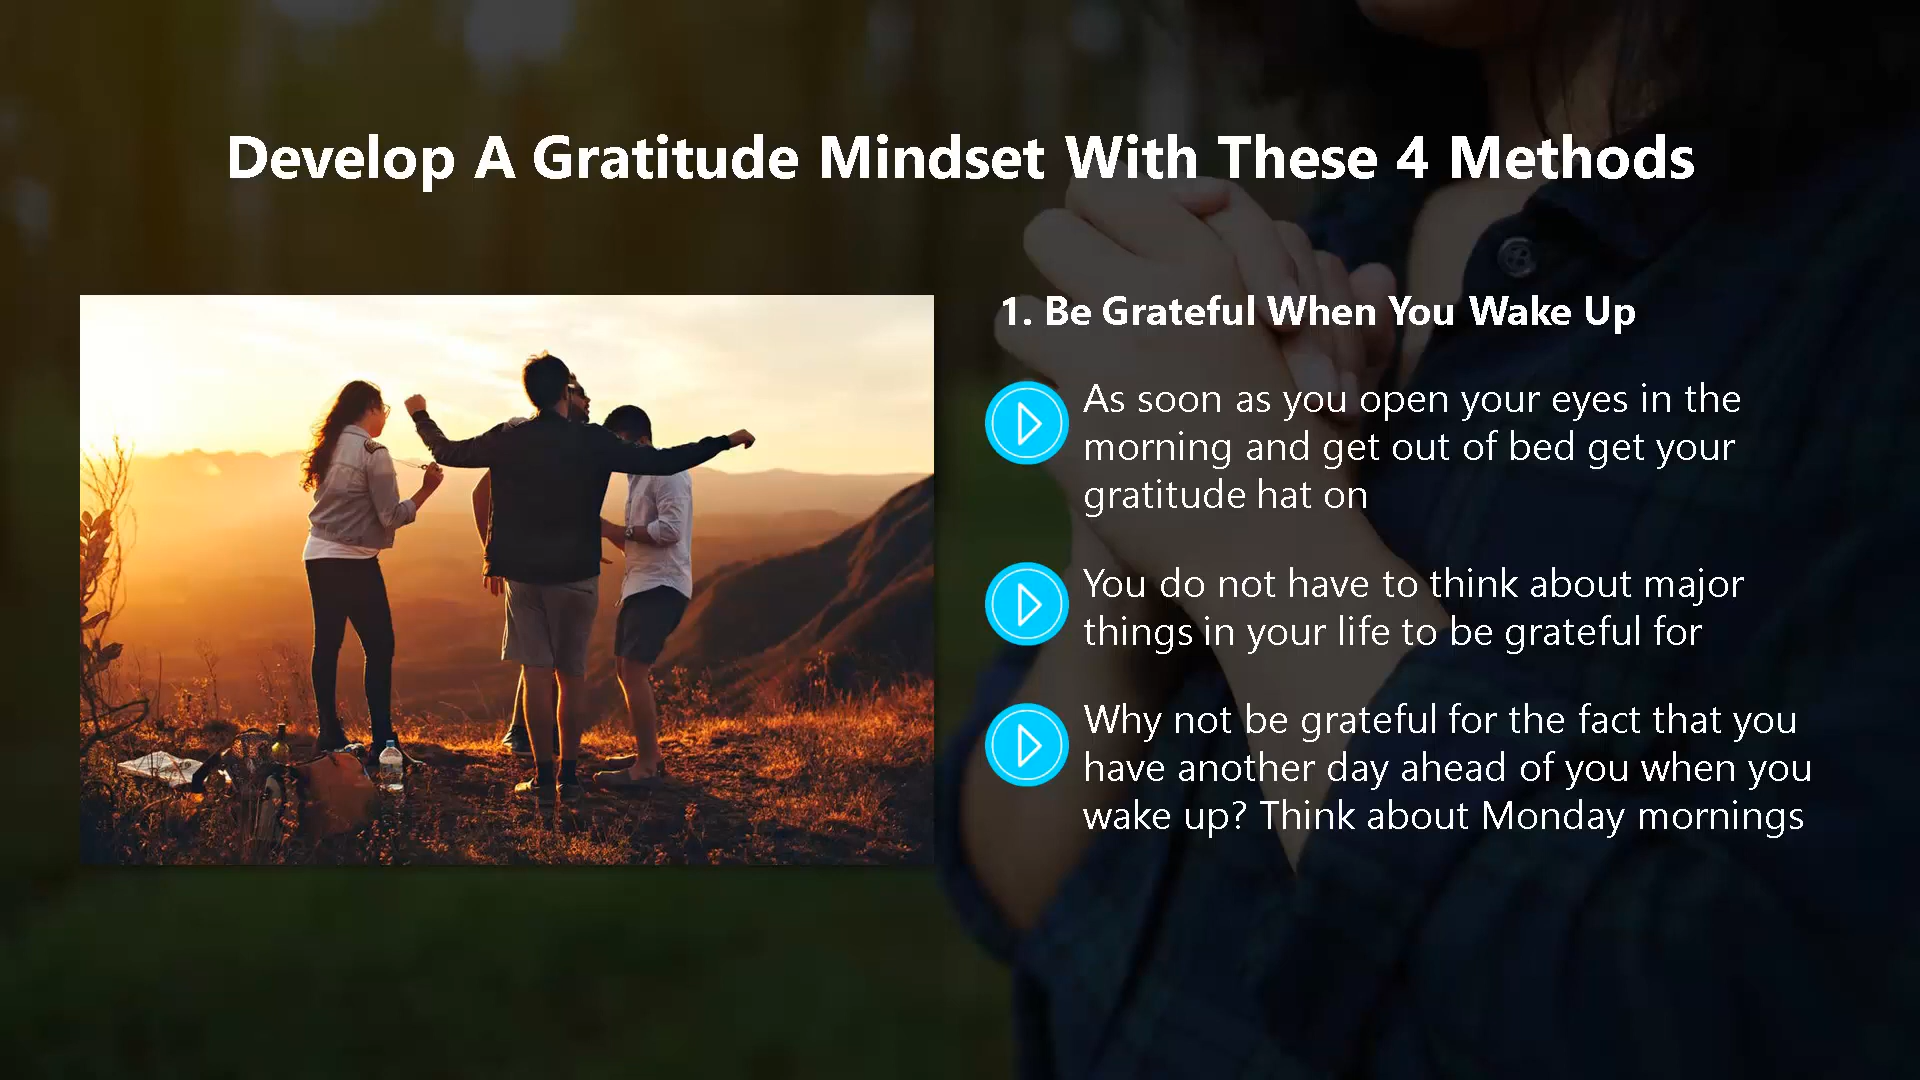 Develop A Gratitude Mindset With These 4 Methods
1. Be Grateful When You Wake Up
As soon as you open your eyes in the
morning and get out of bed get your
gratitude hat on
You do not have to think about major
things in your life to be grateful for
Why not be grateful for the fact that you
have another day ahead of you when you
wake up? Think about Monday mornings